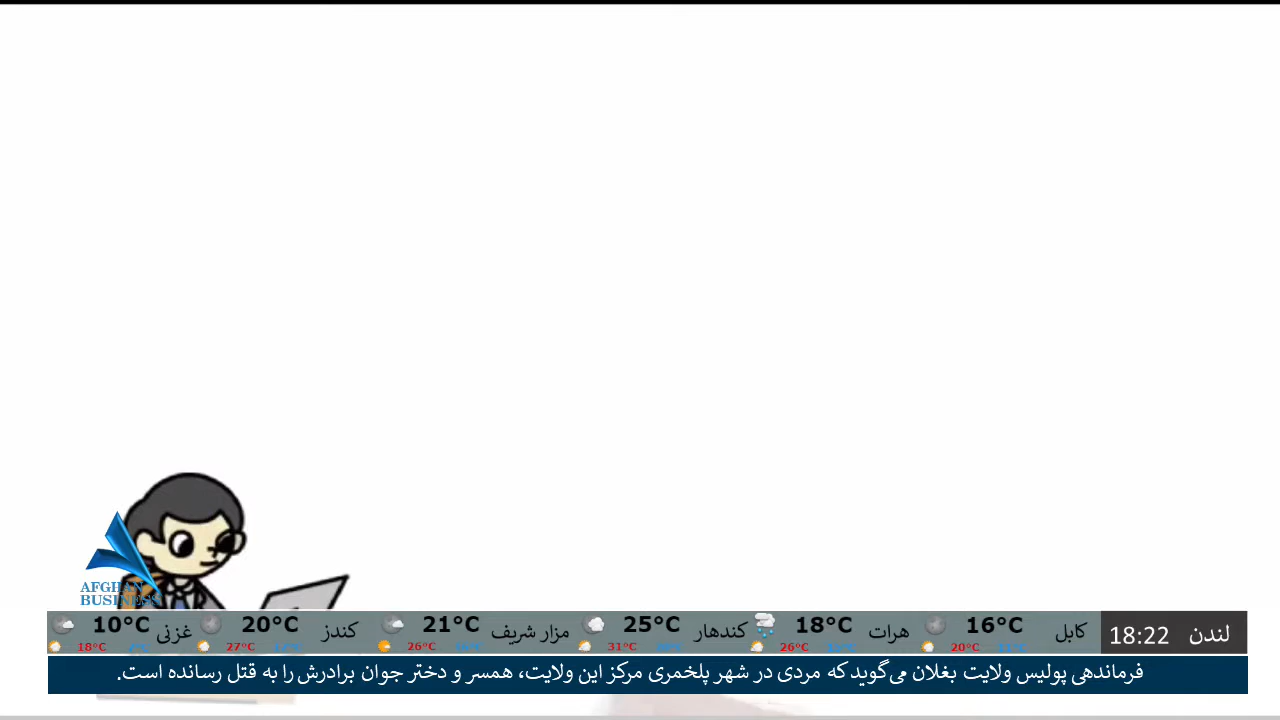 AFGHAN
BUSINESS
لندن 18:22 کابل 16°C هرات 18°C کندهار 25°C مزار شریف 21°C کندز 20°C غزنی 10°C
20°C 26°C 31°C 26°C 27°C 18°C
فرماندهی پولیس ولایت بغلان می‌گوید که مردی در شهر پلخمری مرکز این ولایت، همسر و دختر جوان برادرش را به قتل رسانده است.